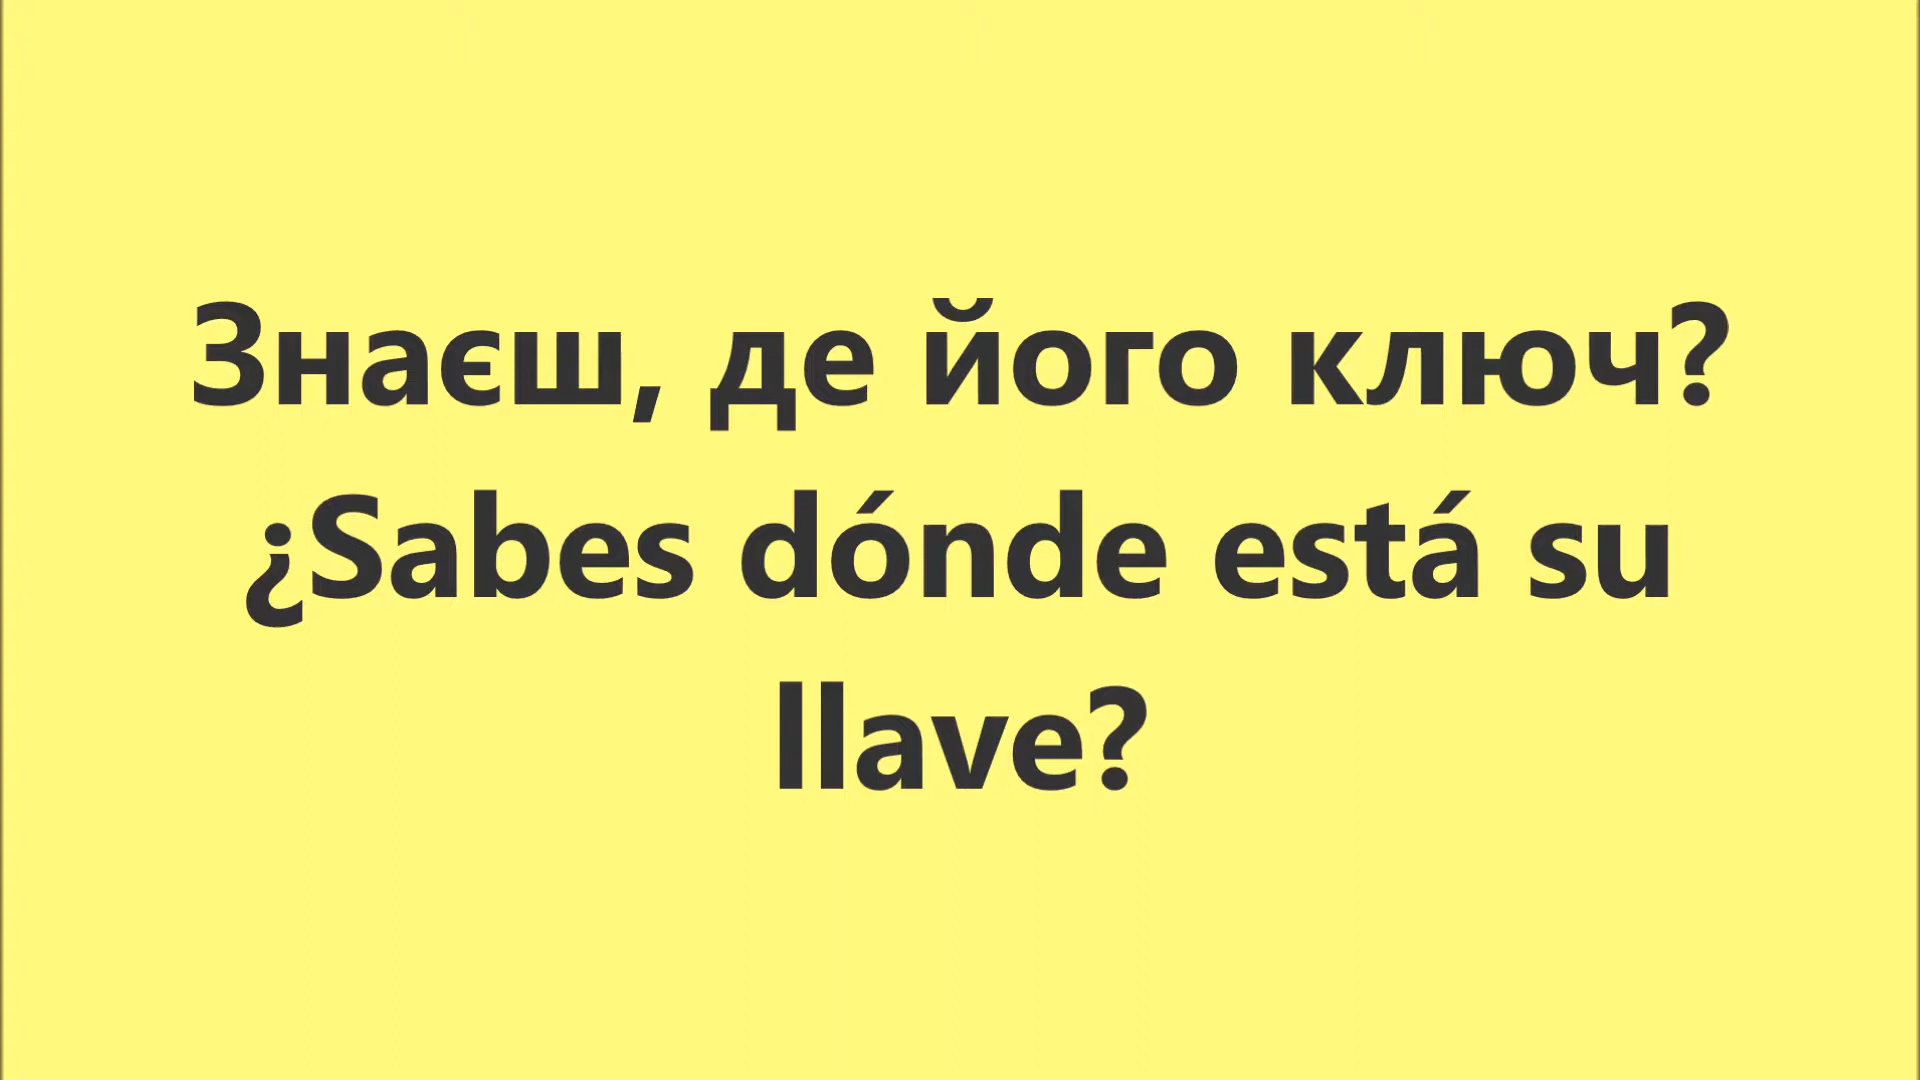 Знаєш, де його ключ?
¿Sabes dónde está su
llave?